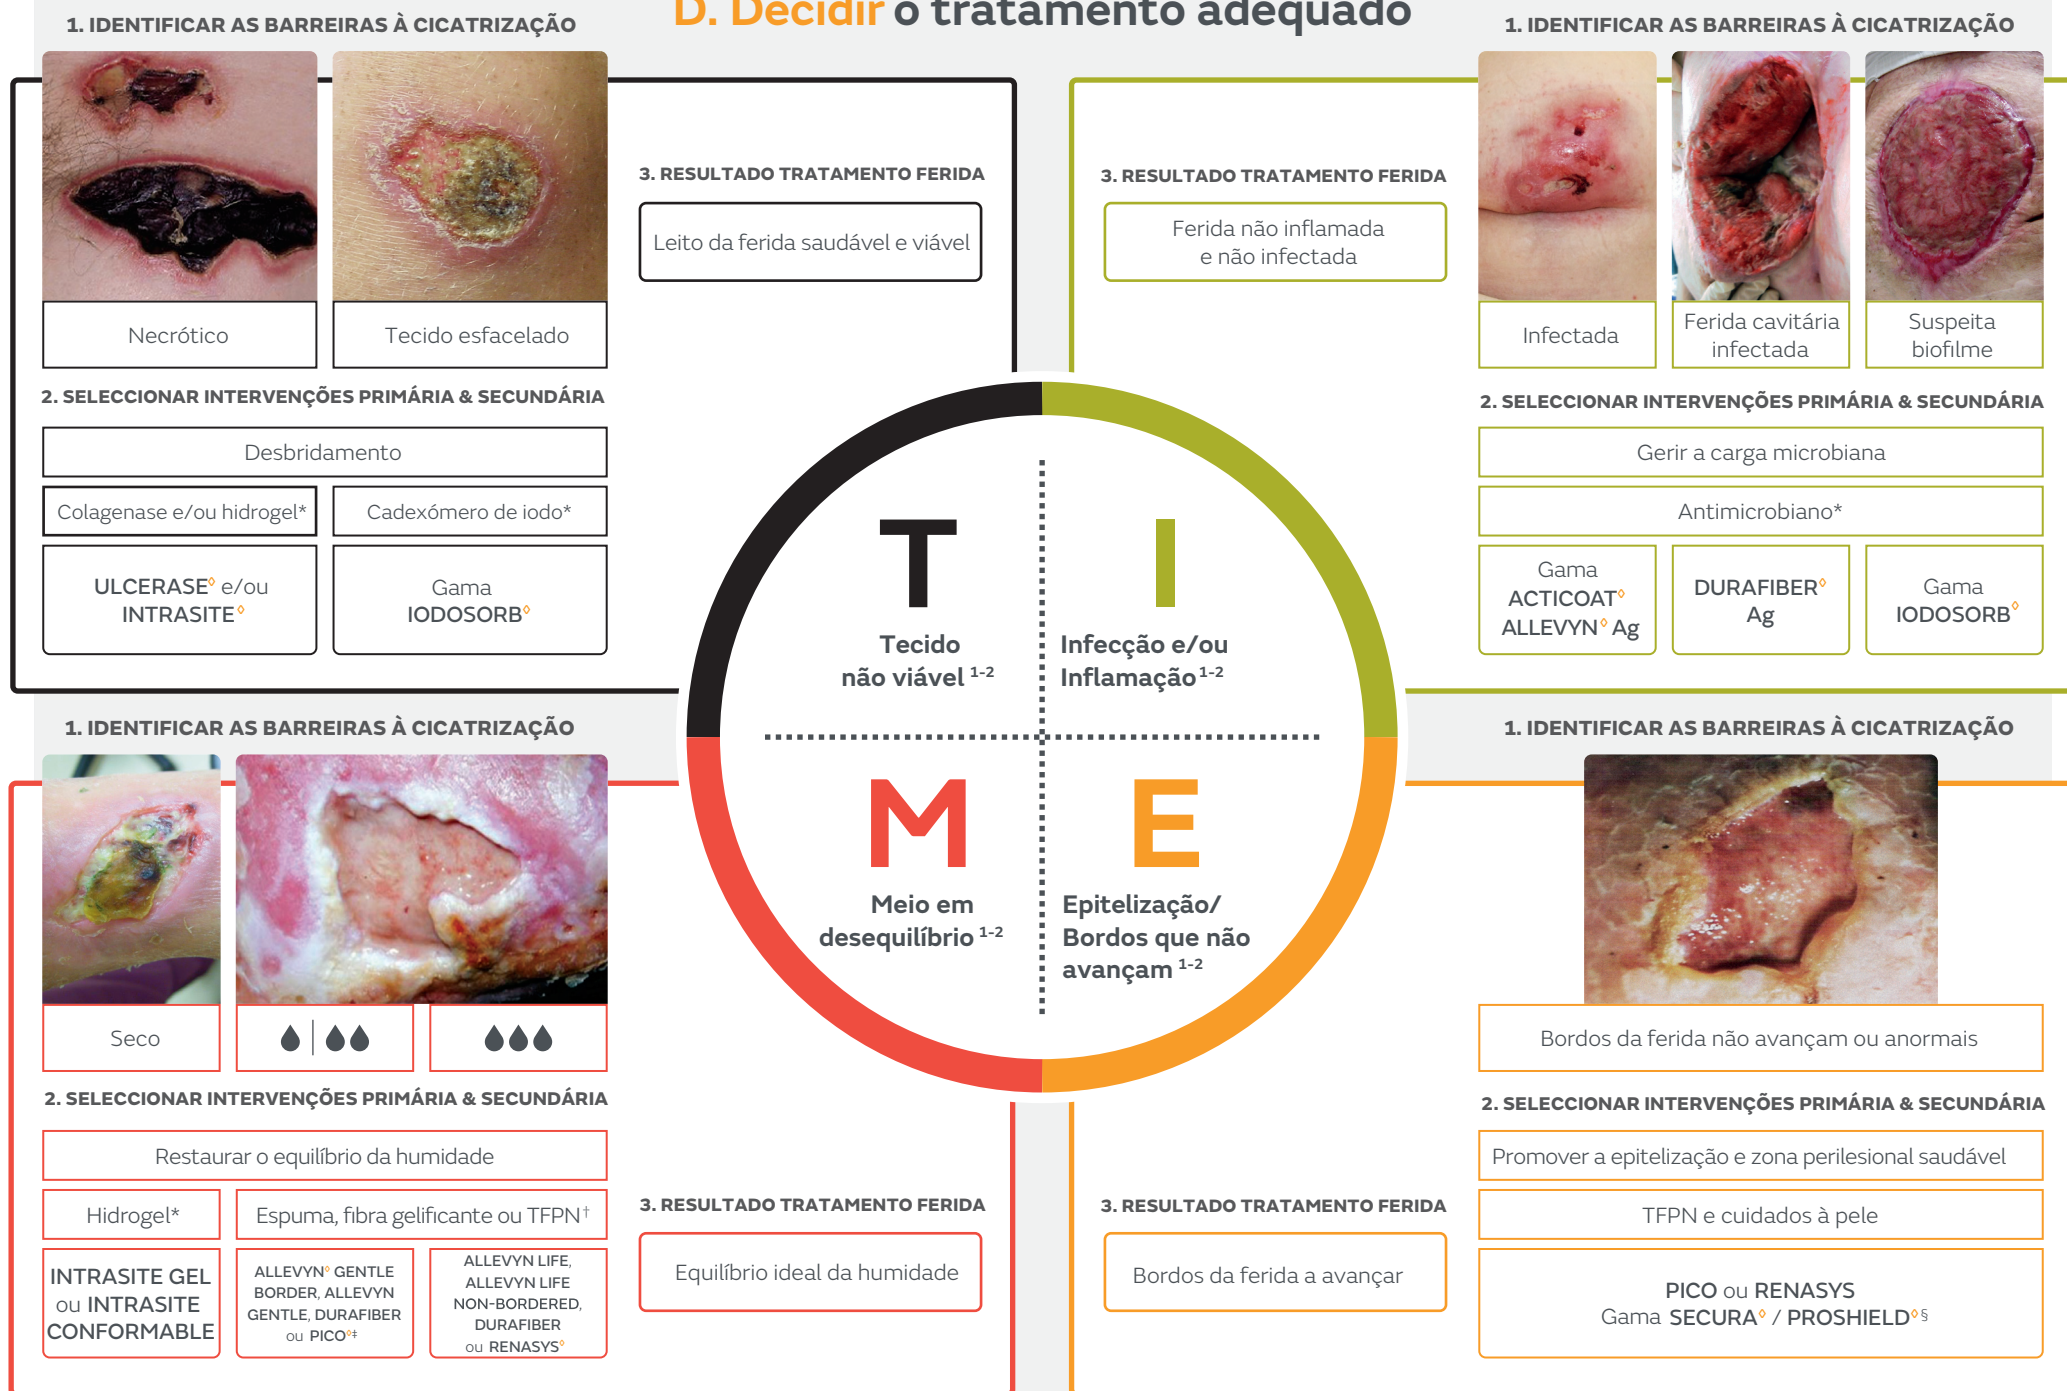 D. Decidir o tratamento adequado
1. IDENTIFICAR AS BARREIRAS À CICATRIZAÇÃO
Necrótico
Tecido esfacelado
2. SELECCIONAR INTERVENÇÕES PRIMÁRIA & SECUNDÁRIA
Desbridamento
Colagenase e/ou hidrogel*
Cadexómero de iodo*
ULCERASE◊ e/ou
INTRASITE◊
Gama
IODOSORB◊
3. RESULTADO TRATAMENTO FERIDA
Leito da ferida saudável e viável
3. RESULTADO TRATAMENTO FERIDA
Ferida não inflamada
e não infectada
1. IDENTIFICAR AS BARREIRAS À CICATRIZAÇÃO
Infectada
Ferida cavitária
infectada
Suspeita
biofilme
2. SELECCIONAR INTERVENÇÕES PRIMÁRIA & SECUNDÁRIA
Gerir a carga microbiana
Antimicrobiano*
Gama
ACTICOAT◊
ALLEVYN◊ Ag
DURAFIBER◊
Ag
Gama
IODOSORB◊
T
Tecido
não viável 1-2
I
Infecção e/ou
Inflamação 1-2
M
Meio em
desequilíbrio 1-2
E
Epitelização/
Bordos que não
avançam 1-2
1. IDENTIFICAR AS BARREIRAS À CICATRIZAÇÃO
Seco
2. SELECCIONAR INTERVENÇÕES PRIMÁRIA & SECUNDÁRIA
Restaurar o equilíbrio da humidade
Hidrogel*
Espuma, fibra gelificante ou TFPN†
INTRASITE GEL
ou INTRASITE
CONFORMABLE
ALLEVYN◊ GENTLE
BORDER, ALLEVYN
GENTLE, DURAFIBER
ou PICO◊‡
ALLEVYN LIFE,
ALLEVYN LIFE
NON-BORDERED,
DURAFIBER
ou RENASYS◊
3. RESULTADO TRATAMENTO FERIDA
Equilíbrio ideal da humidade
3. RESULTADO TRATAMENTO FERIDA
Bordos da ferida a avançar
1. IDENTIFICAR AS BARREIRAS À CICATRIZAÇÃO
Bordos da ferida não avançam ou anormais
2. SELECCIONAR INTERVENÇÕES PRIMÁRIA & SECUNDÁRIA
Promover a epitelização e zona perilesional saudável
TFPN e cuidados à pele
PICO ou RENASYS
Gama SECURA◊ / PROSHIELD◊§